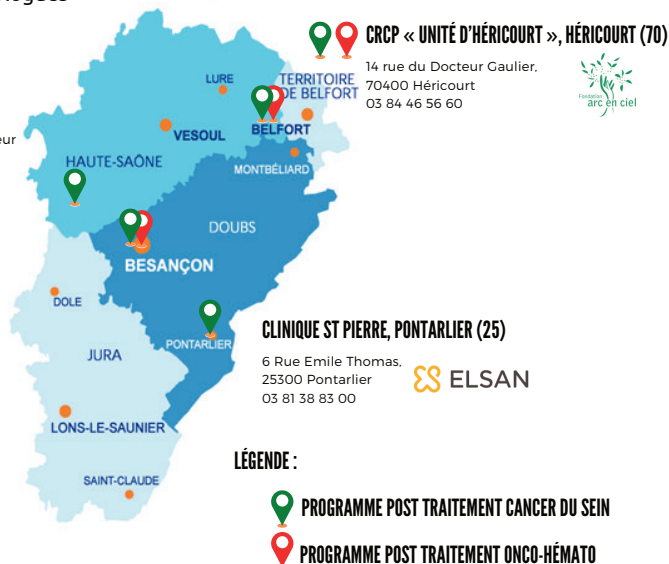 CRCP « UNITÉ D'HÉRICOURT », HÉRICOURT (70)
14 rue du Docteur Gaulier,
70400 Héricourt
03 84 46 56 60
Fondation
arc en ciel
LURE
TERRITOIRE
DE BELFORT
VESOUL
BELFORT
HAUTE-SAÔNE
MONTBÉLIARD
DOUBS
BESANÇON
DOLE
JURA
PONTARLIER
LONS-LE-SAUNIER
SAINT-CLAUDE
CLINIQUE ST PIERRE, PONTARLIER (25)
6 Rue Emile Thomas,
25300 Pontarlier
03 81 38 83 00
ELSAN
LÉGENDE :
PROGRAMME POST TRAITEMENT CANCER DU SEIN
PROGRAMME POST TRAITEMENT ONCO-HÉMATO